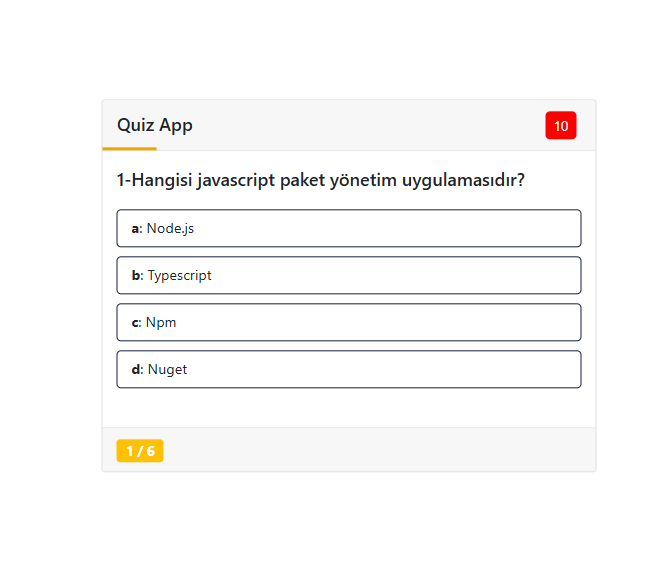 Quiz App
10
1-Hangisi javascript paket yönetim uygulamasıdır?
a: Node.js
b: Typescript
c: Npm
d: Nuget
1 / 6